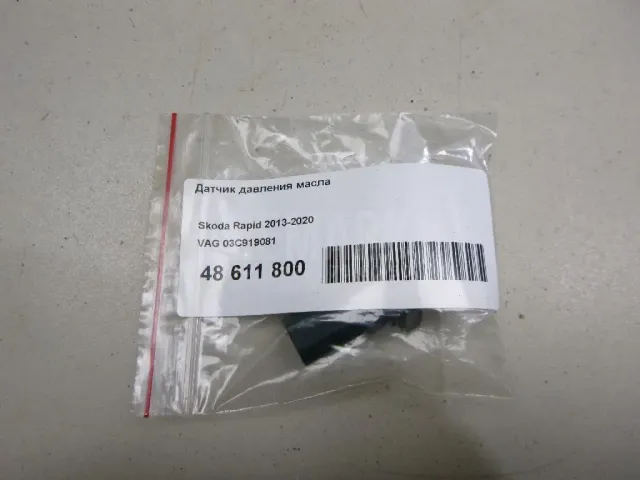 Датчик давления масла
Skoda Rapid 2013-2020
VAG 03C919081
48 611 800